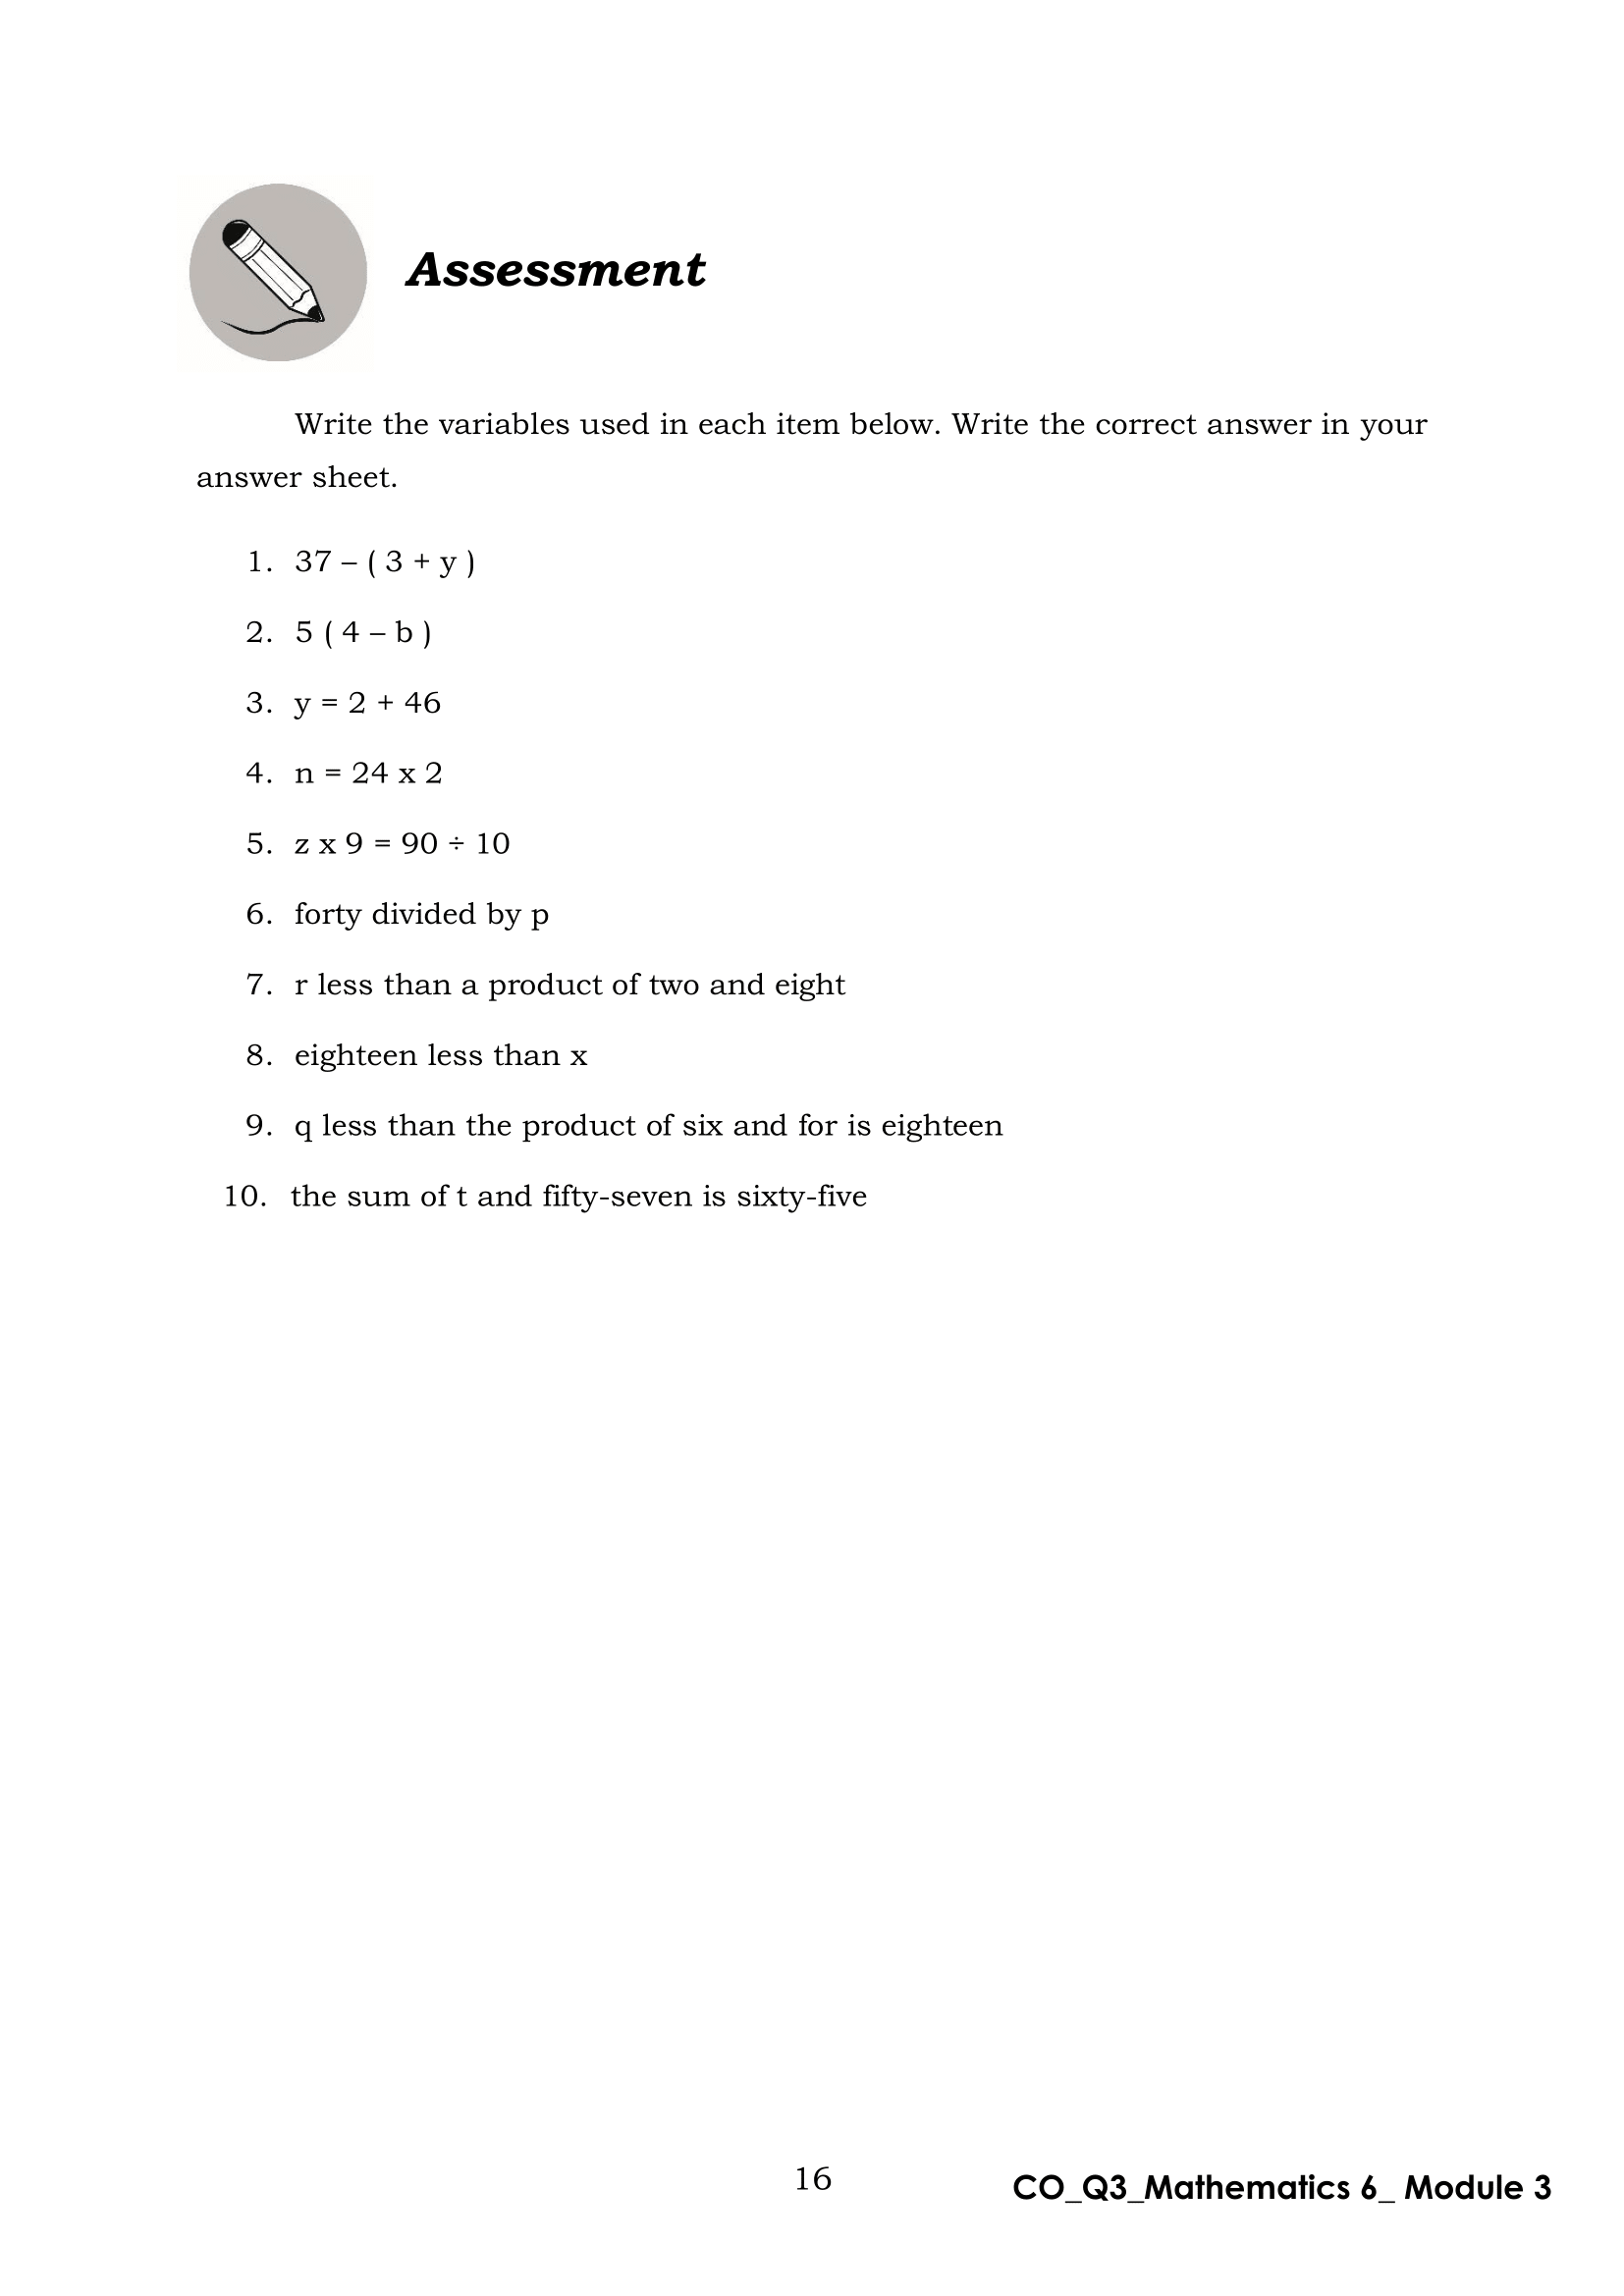 Assessment
Write the variables used in each item below. Write the correct answer in your
answer sheet.
1. 37 – ( 3 + y )
2. 5 ( 4 – b )
3. y = 2 + 46
4. n = 24 x 2
5. z x 9 = 90 ÷ 10
6. forty divided by p
7. r less than a product of two and eight
8. eighteen less than x
9. q less than the product of six and for is eighteen
10. the sum of t and fifty-seven is sixty-five
16
CO_Q3_Mathematics 6_ Module 3